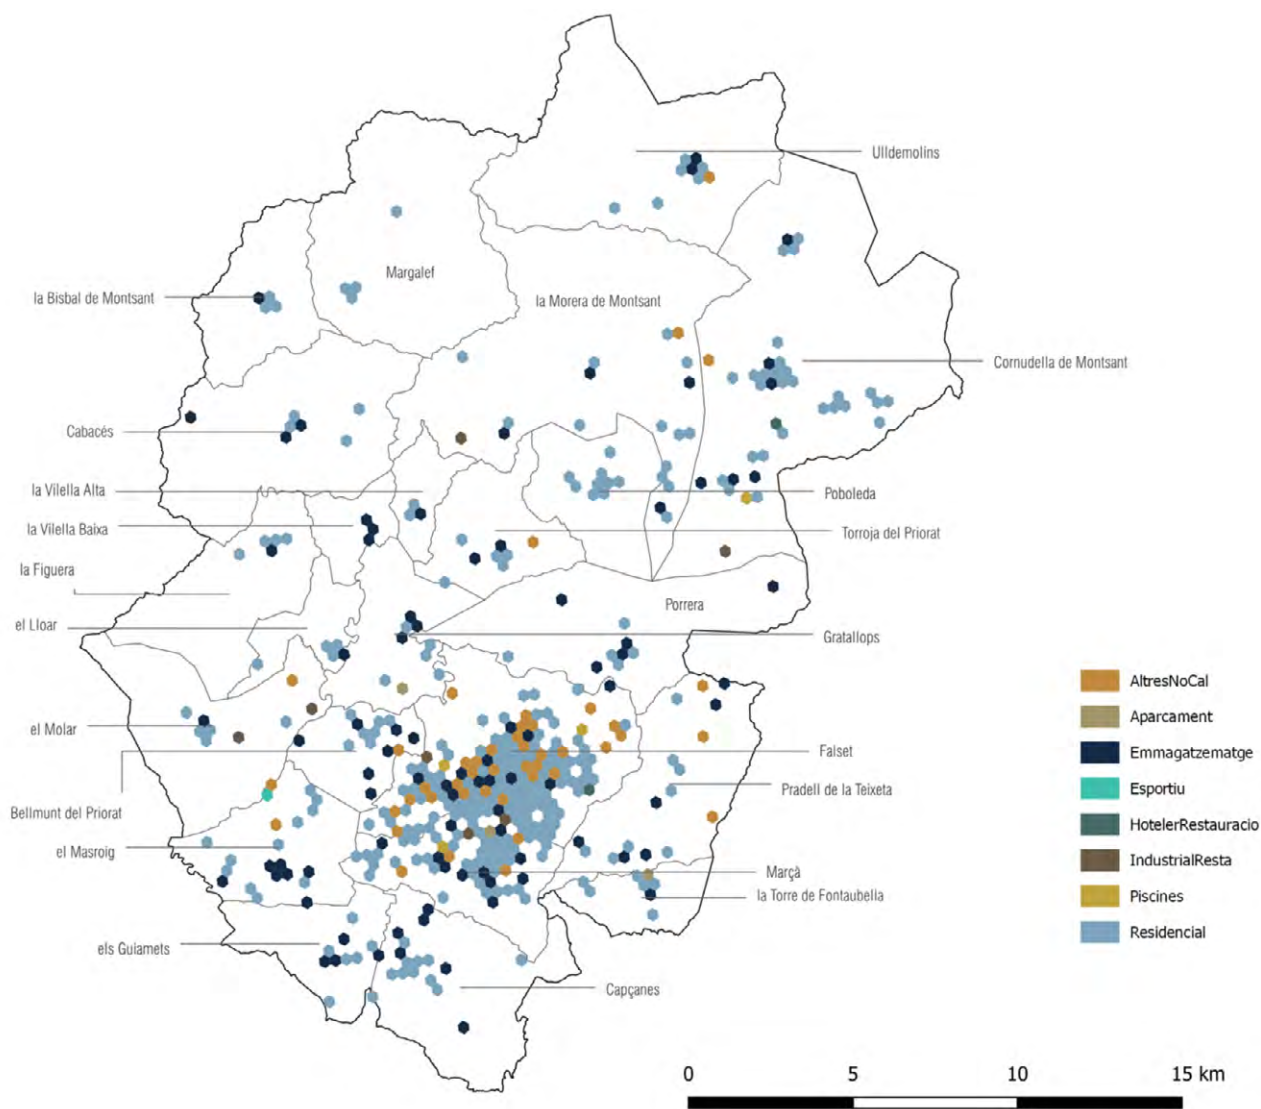 Ulldemolins
Margalef
la Bisbal de Montsant
la Morera de Montsant
Cornudella de Montsant
Cabacés
la Vilella Alta
Poboleda
la Vilella Baixa
Torroja del Priorat
la Figuera
Porrera
el Lloar
Gratallops
el Molar
Falset
Bellmunt del Priorat
Pradell de la Teixeta
el Masroig
Marçà
la Torre de Fontaubella
els Guiamets
Capçanes
AltresNoCal
Aparcament
Emmagatzematge
Esportiu
HotelerRestauracio
IndustrialResta
Piscines
Residencial
0 5 10 15 km